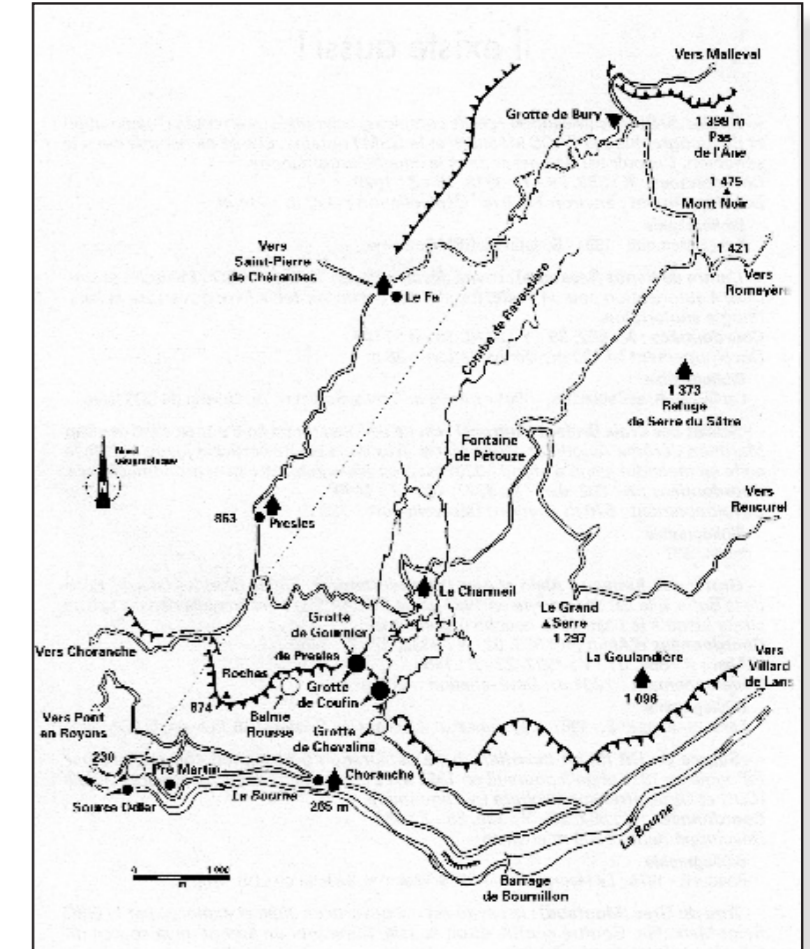 Vers Malleval
Grotte de Bury
1 398 m
Pas
de l'Âne
1 475
Mont Noir
1 421
Vers
Romeyère
Vers
Saint-Pierre
de Chérennes
Le Fa
Combe de
1 373
Refuge
de Serre du Sâtre
Fontaine
de Pétouze
Nord
N
Vers
Rencurel
863
Presles
Le Charmeil
Le Grand
Serre
1 297
Grotte
de Gournier
Vers Choranche
de Presles
La Goulandière
1 096
Vers
Villard
de Lans
Rochas
Grotte
de Coufin
874
Balme
Rousse
Vers Pont
en Royans
Grotte
de Chevaline
230
Pré Martin
Choranche
Source
La Bourne
265 m
La Bourne
Barrage
de Bournillon
0
1 000
m